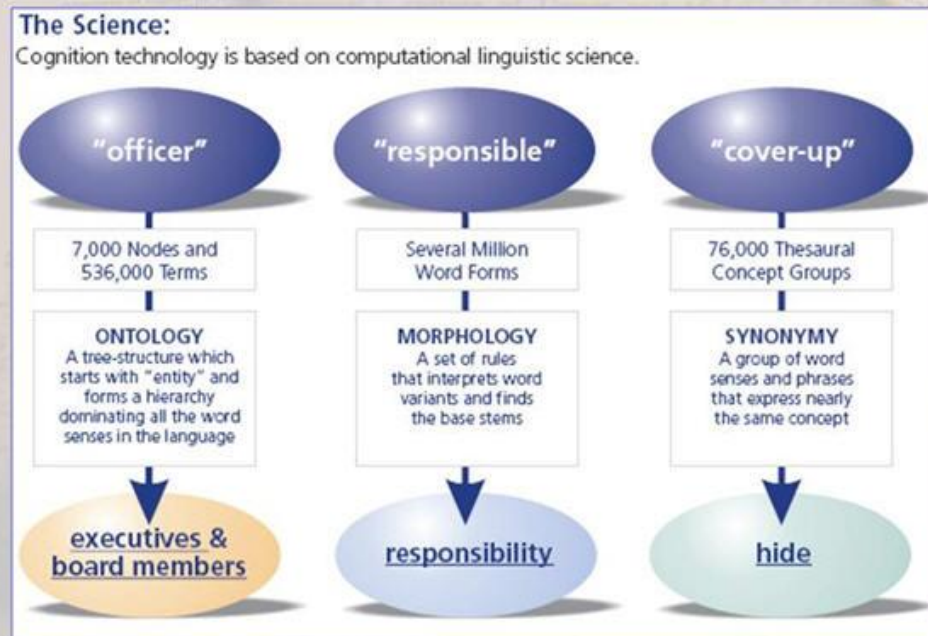 The Science:
Cognition technology is based on computational linguistic science.
"officer"
7,000 Nodes and
536,000 Terms
ONTOLOGY
A tree-structure which
starts with "entity" and
forms a hierarchy
dominating all the word
senses in the language
executives &
board members
"responsible"
Several Million
Word Forms
MORPHOLOGY
A set of rules
that interprets word
variants and finds
the base stems
responsibility
"cover-up"
76,000 Thesaural
Concept Groups
SYNONYMY
A group of word
senses and phrases
that express nearly
the same concept
hide